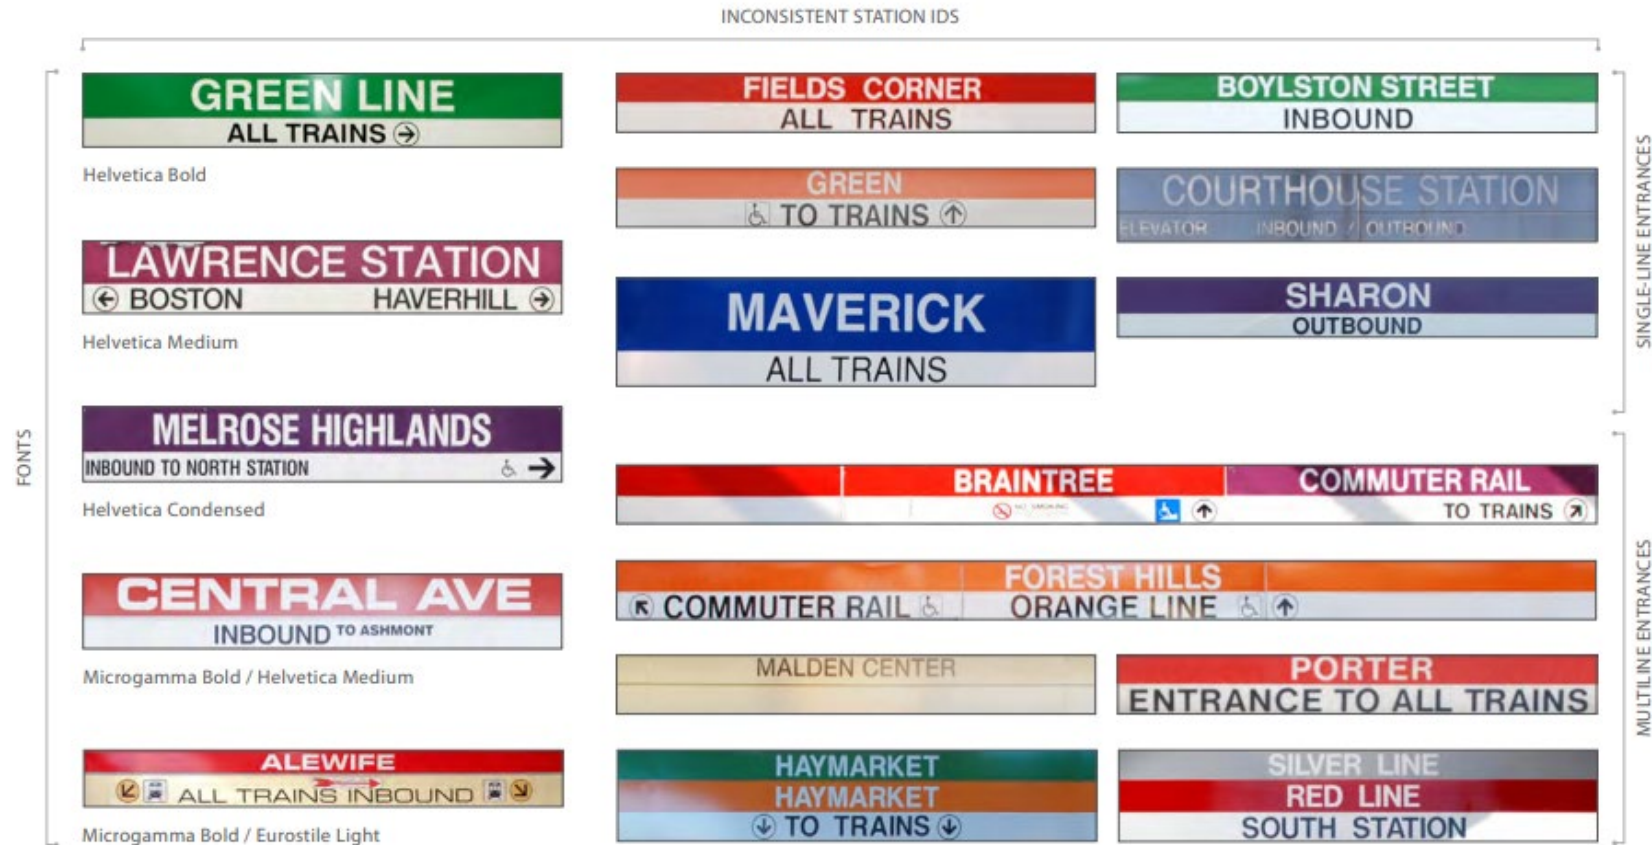 INCONSISTENT STATION IDS
FONTS
GREEN LINE
ALL TRAINS
Helvetica Bold
LAWRENCE STATION
BOSTON HAVERHILL
Helvetica Medium
MELROSE HIGHLANDS
INBOUND TO NORTH STATION
Helvetica Condensed
CENTRAL AVE
INBOUND TO ASHMONT
Microgamma Bold / Helvetica Medium
ALEWIFE
ALL TRAINS INBOUND
Microgamma Bold / Eurostile Light
FIELDS CORNER
ALL TRAINS
BOYLSTON STREET
INBOUND
GREEN
TO TRAINS
COURTHOUSE STATION
ELEVATOR INBOUND / OUTBOUND
MAVERICK
ALL TRAINS
SHARON
OUTBOUND
SINGLE-LINE ENTRANCES
BRAINTREE
NO SMOKING
COMMUTER RAIL
TO TRAINS
FOREST HILLS
COMMUTER RAIL ORANGE LINE
MALDEN CENTER
PORTER
ENTRANCE TO ALL TRAINS
HAYMARKET
HAYMARKET
TO TRAINS
SILVER LINE
RED LINE
SOUTH STATION
MULTILINE ENTRANCES